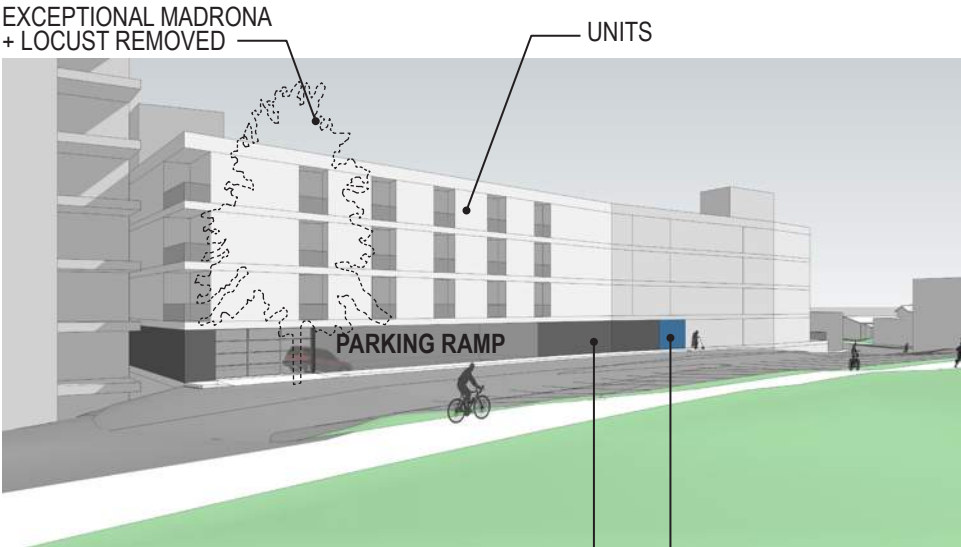 EXCEPTIONAL MADRONA
+ LOCUST REMOVED
UNITS
PARKING RAMP